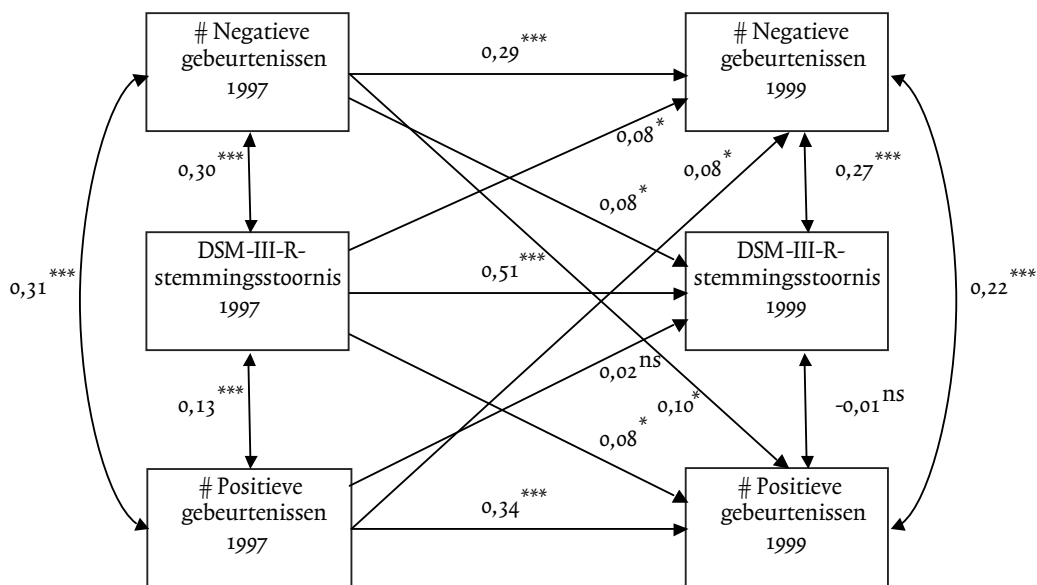 # Negatieve
gebeurtenissen
1997
# Negatieve
gebeurtenissen
1999
0,29***
0,08*
0,08*
0,08*
0,30***
0,27***
DSM-III-R-
stemmingsstoornis
1997
DSM-III-R-
stemmingsstoornis
1999
0,51***
0,31***
0,22***
0,02ns
0,10*
0,08*
0,13***
-0,01ns
# Positieve
gebeurtenissen
1997
# Positieve
gebeurtenissen
1999
0,34***